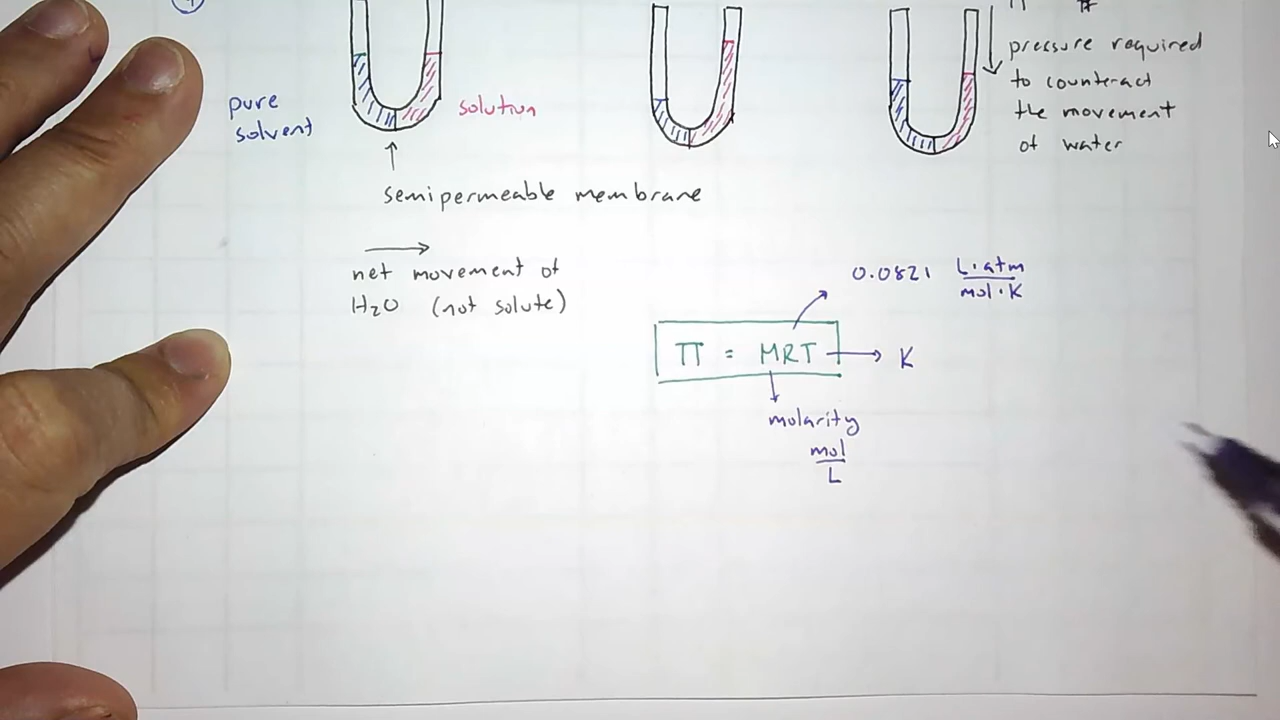 pure
solvent
solution
pressure required
to counteract
the movement
of water
semipermeable membrane
net movement of
H₂O (not solute)
0.0821 L·atm
mol·K
π = MRT → K
molarity
mol
L